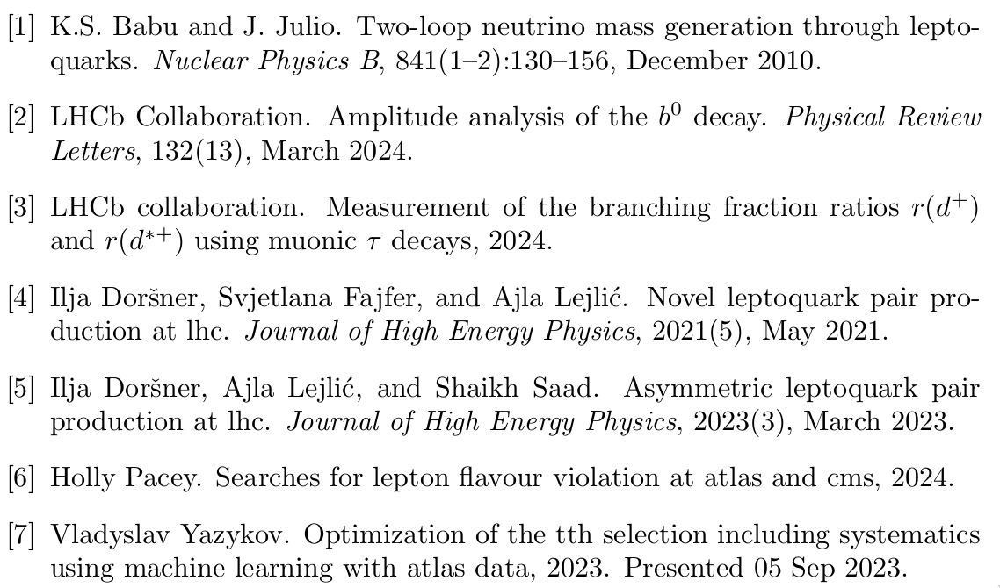 [1] K.S. Babu and J. Julio. Two-loop neutrino mass generation through lepto-
quarks. Nuclear Physics B, 841(1–2):130–156, December 2010.
[2] LHCb Collaboration. Amplitude analysis of the b⁰ decay. Physical Review
Letters, 132(13), March 2024.
[3] LHCb collaboration. Measurement of the branching fraction ratios r(d⁺)
and r(d*⁺) using muonic τ decays, 2024.
[4] Ilja Doršner, Svjetlana Fajfer, and Ajla Lejlić. Novel leptoquark pair pro-
duction at lhc. Journal of High Energy Physics, 2021(5), May 2021.
[5] Ilja Doršner, Ajla Lejlić, and Shaikh Saad. Asymmetric leptoquark pair
production at lhc. Journal of High Energy Physics, 2023(3), March 2023.
[6] Holly Pacey. Searches for lepton flavour violation at atlas and cms, 2024.
[7] Vladyslav Yazykov. Optimization of the tth selection including systematics
using machine learning with atlas data, 2023. Presented 05 Sep 2023.